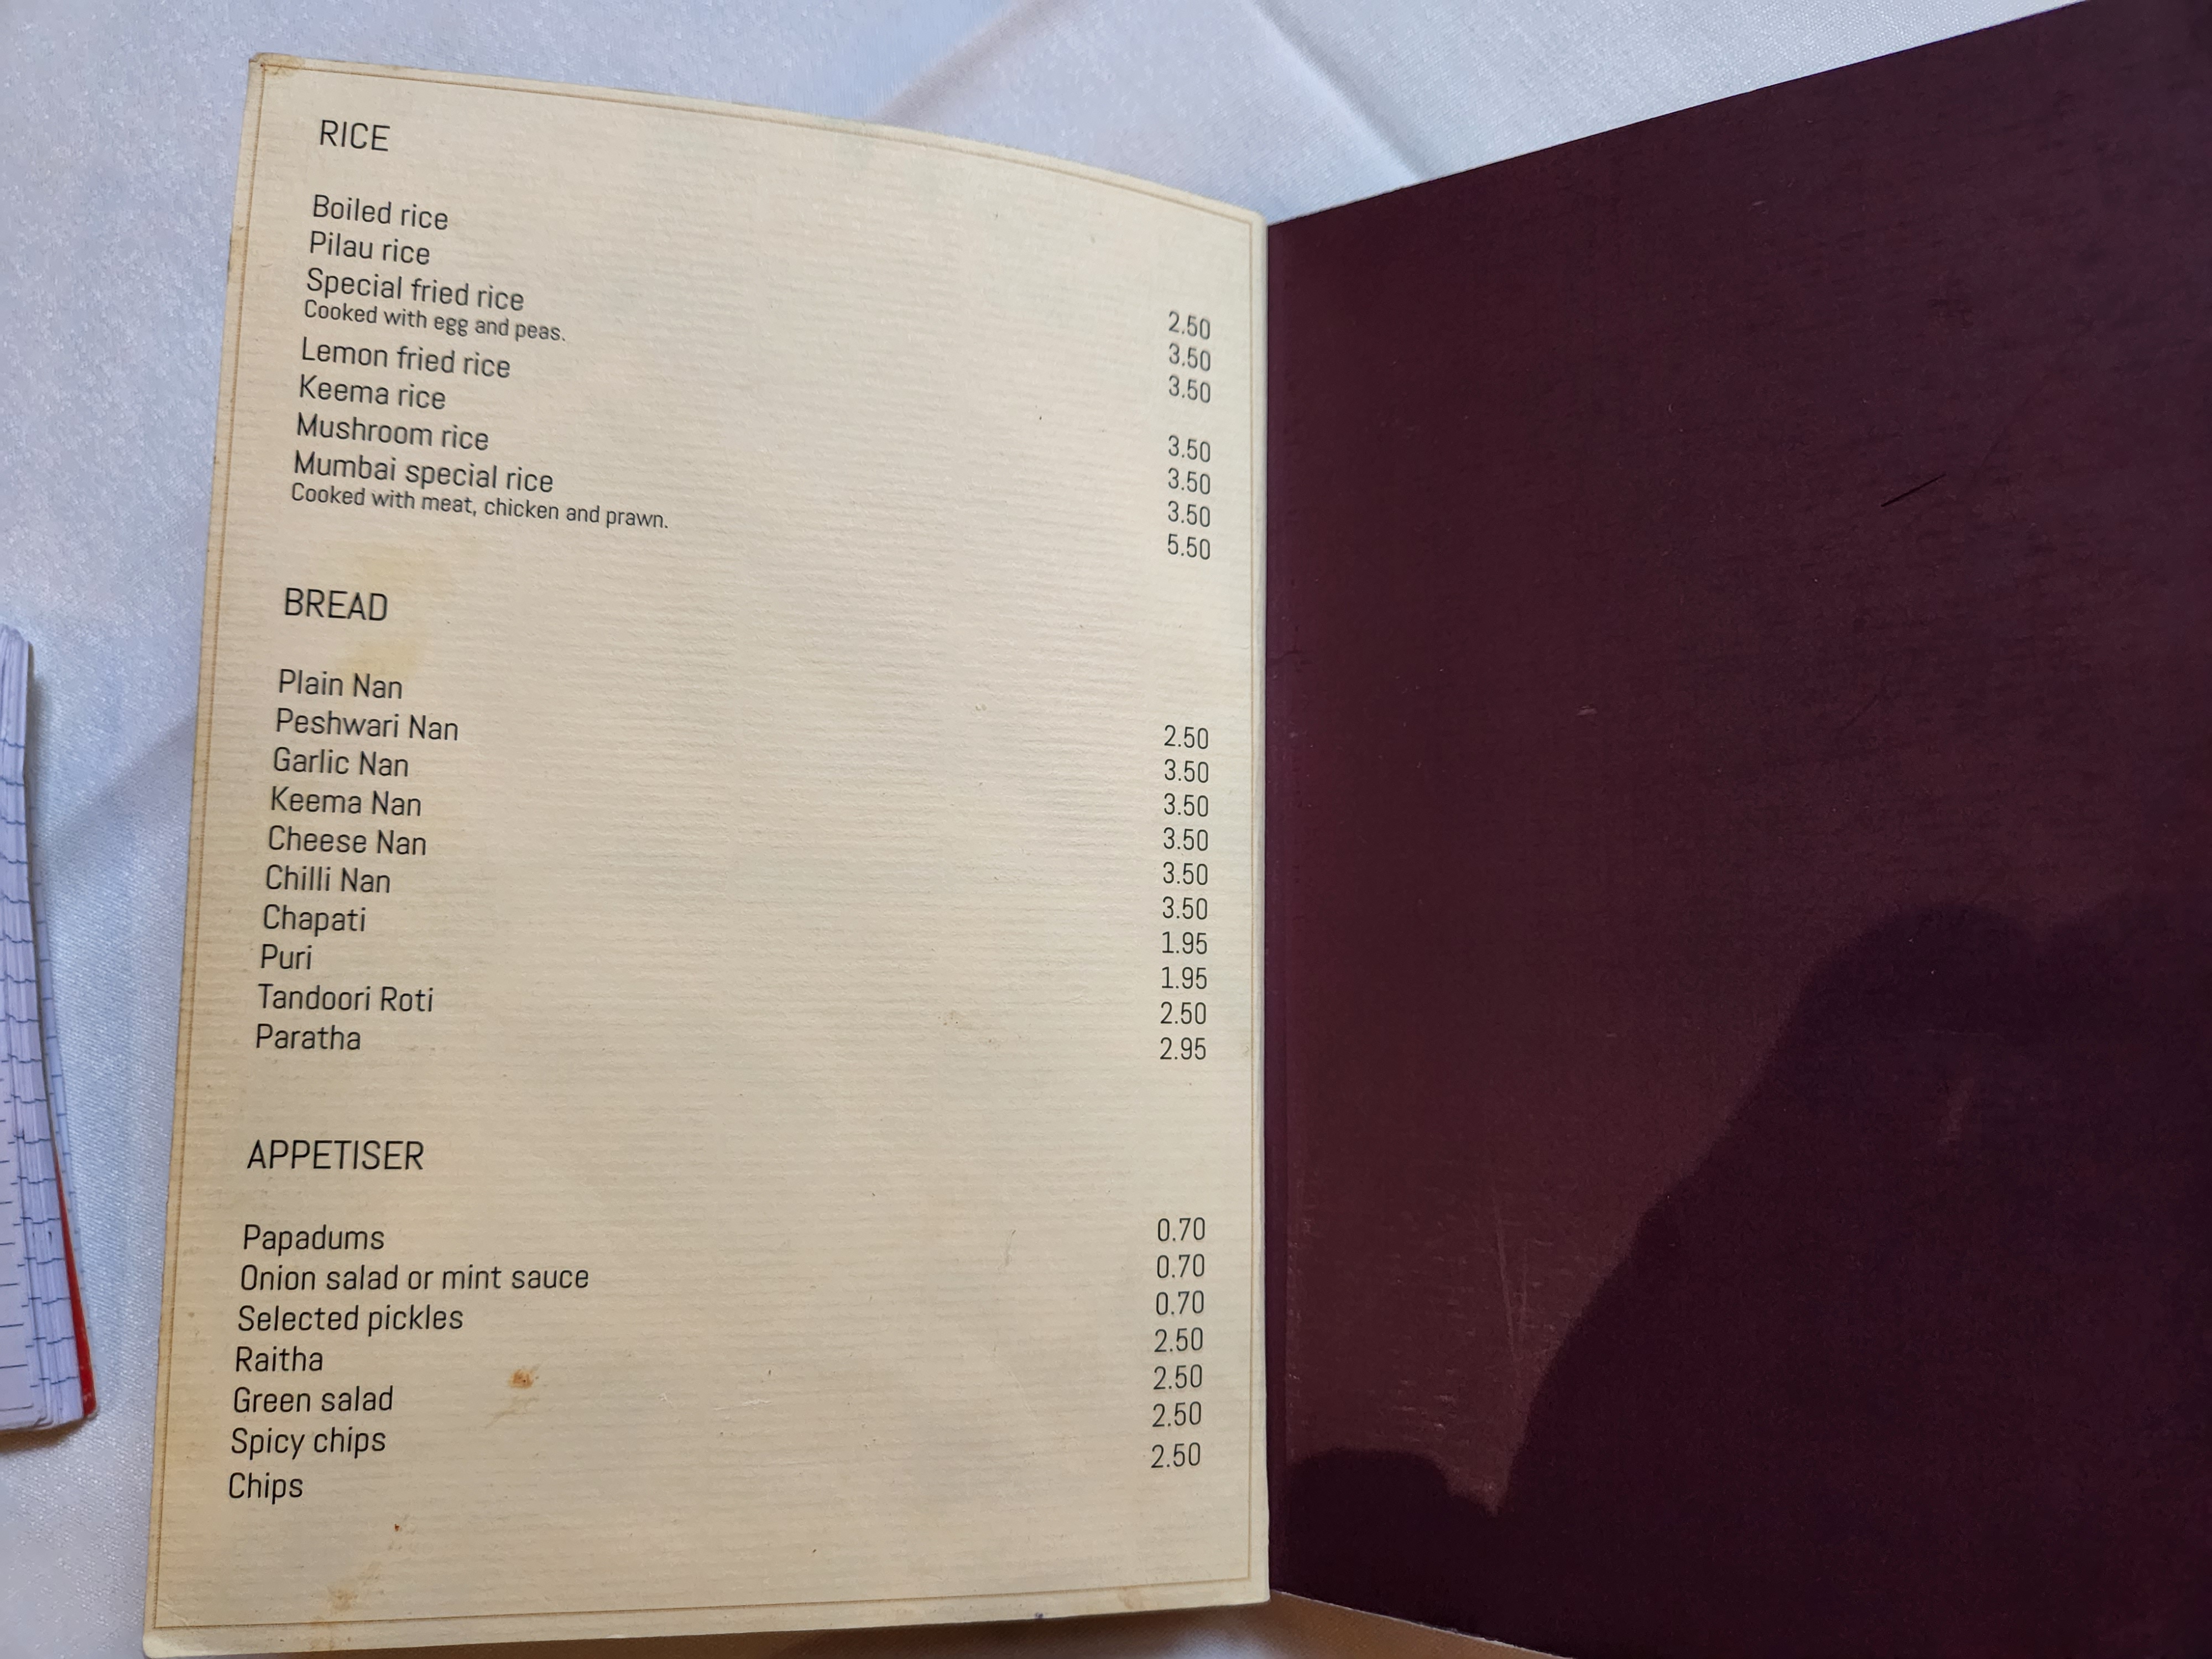 RICE
Boiled rice 2.50
Pilau rice 3.50
Special fried rice 3.50
Cooked with egg and peas.
Lemon fried rice 3.50
Keema rice 3.50
Mushroom rice 3.50
Mumbai special rice 5.50
Cooked with meat, chicken and prawn.
BREAD
Plain Nan 2.50
Peshwari Nan 3.50
Garlic Nan 3.50
Keema Nan 3.50
Cheese Nan 3.50
Chilli Nan 3.50
Chapati 1.95
Puri 1.95
Tandoori Roti 2.50
Paratha 2.95
APPETISER
Papadums 0.70
Onion salad or mint sauce 0.70
Selected pickles 0.70
Raitha 2.50
Green salad 2.50
Spicy chips 2.50
Chips 2.50